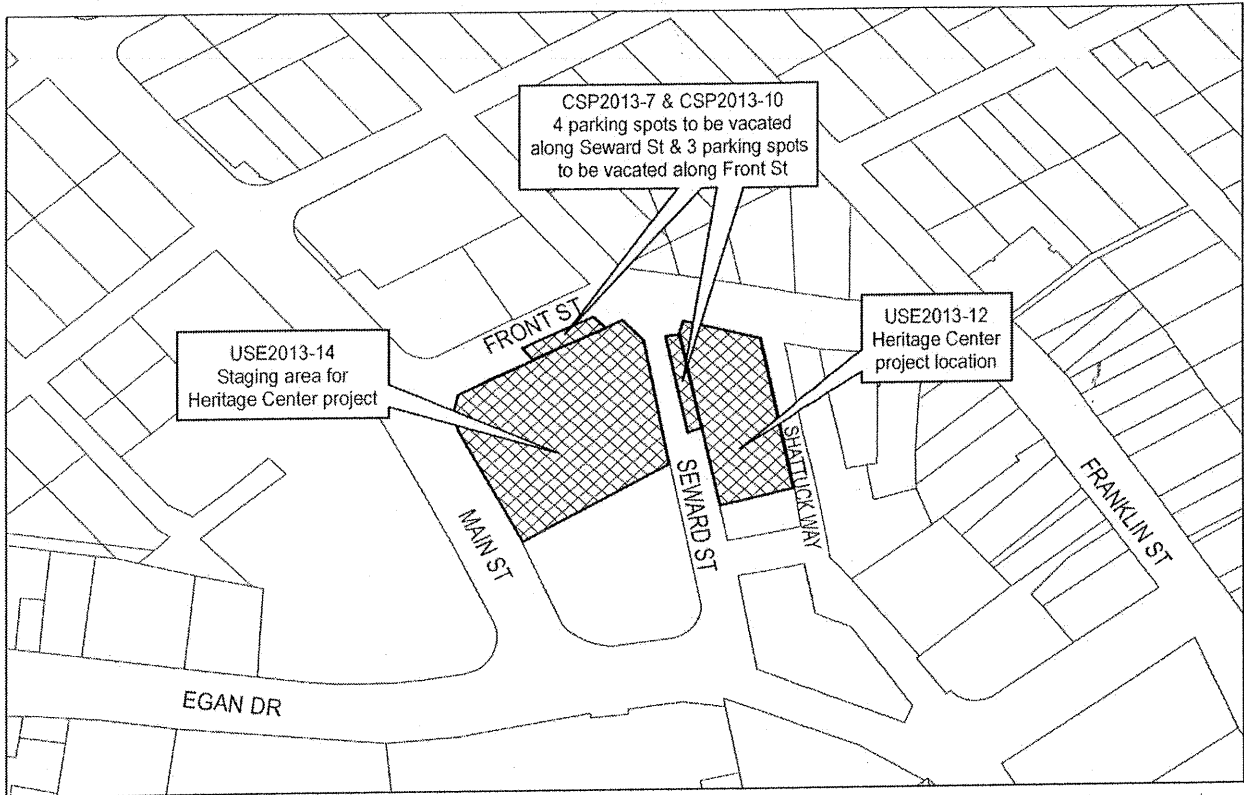 CSP2013-7 & CSP2013-10
4 parking spots to be vacated
along Seward St & 3 parking spots
to be vacated along Front St
FRONT ST
USE2013-14
Staging area for
Heritage Center project
USE2013-12
Heritage Center
project location
SHATTUCK WAY
SEWARD ST
MAIN ST
FRANKLIN ST
EGAN DR